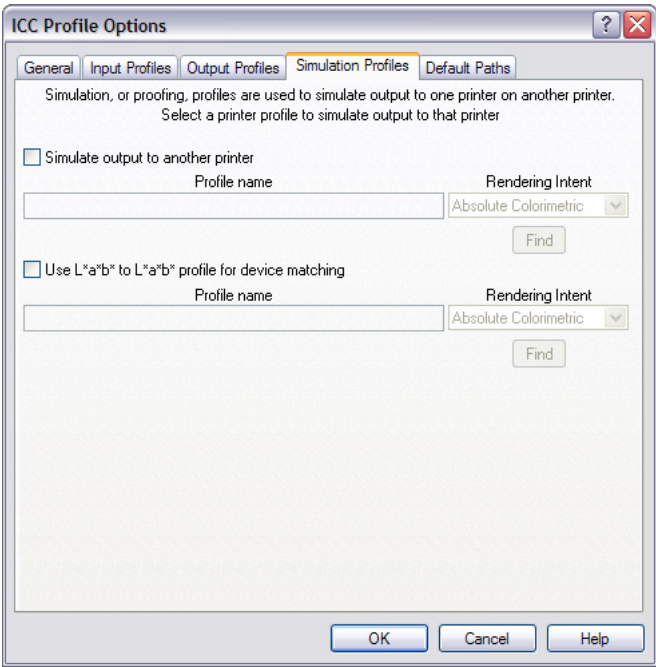 ICC Profile Options
General Input Profiles Output Profiles Simulation Profiles Default Paths
Simulation, or proofing, profiles are used to simulate output to one printer on another printer.
Select a printer profile to simulate output to that printer
Simulate output to another printer
Profile name Rendering Intent
Absolute Colorimetric
Find
Use L*a*b* to L*a*b* profile for device matching
Profile name Rendering Intent
Absolute Colorimetric
Find
OK Cancel Help